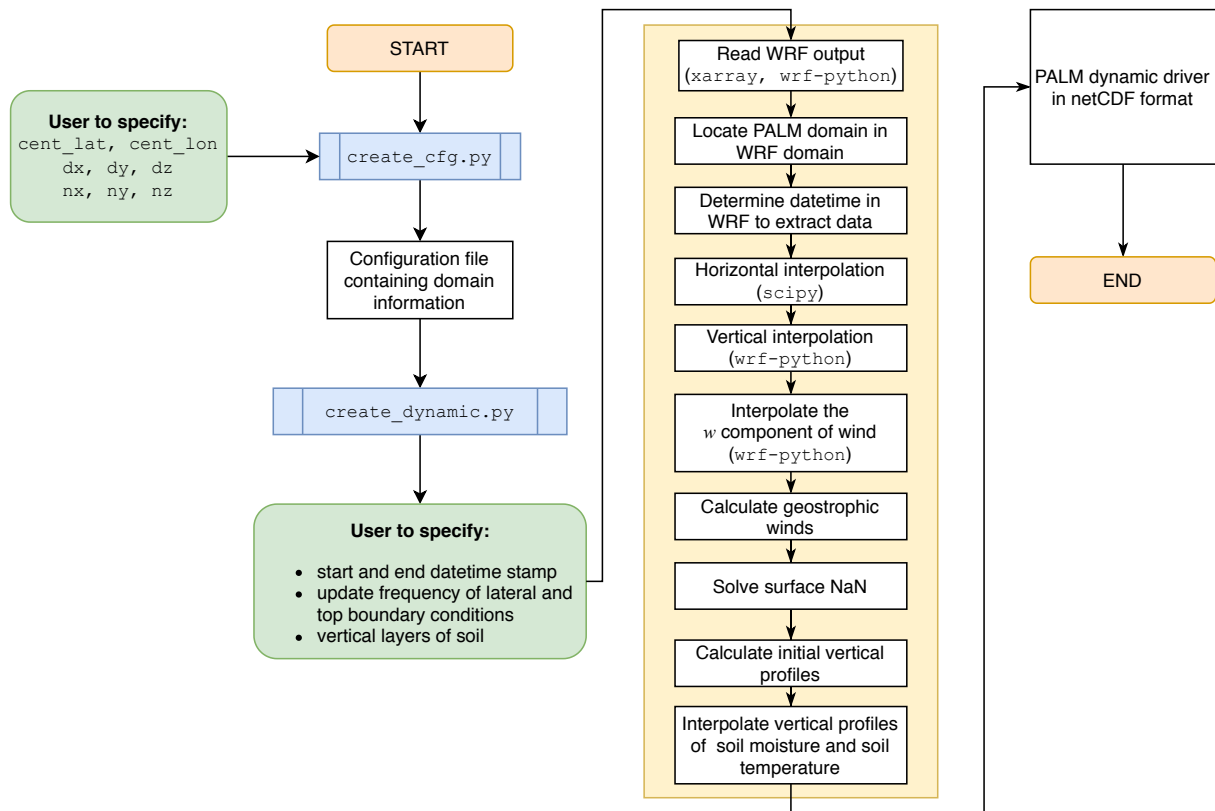 START
User to specify:
cent_lat, cent_lon
dx, dy, dz
nx, ny, nz
create_cfg.py
Configuration file
containing domain
information
create_dynamic.py
User to specify:
• start and end datetime stamp
• update frequency of lateral and
top boundary conditions
• vertical layers of soil
Read WRF output
(xarray, wrf-python)
Locate PALM domain in
WRF domain
Determine datetime in
WRF to extract data
Horizontal interpolation
(scipy)
Vertical interpolation
(wrf-python)
Interpolate the
w component of wind
(wrf-python)
Calculate geostrophic
winds
Solve surface NaN
Calculate initial vertical
profiles
Interpolate vertical profiles
of soil moisture and soil
temperature
PALM dynamic driver
in netCDF format
END